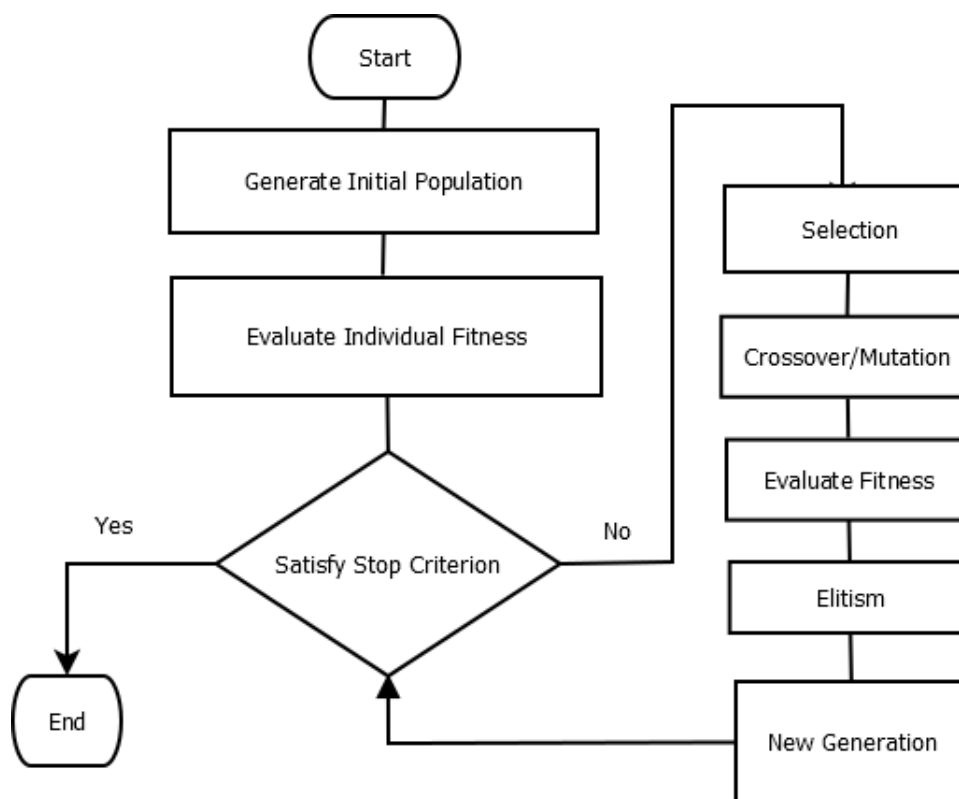 Start
Generate Initial Population
Evaluate Individual Fitness
Satisfy Stop Criterion
Yes
No
End
Selection
Crossover/Mutation
Evaluate Fitness
Elitism
New Generation